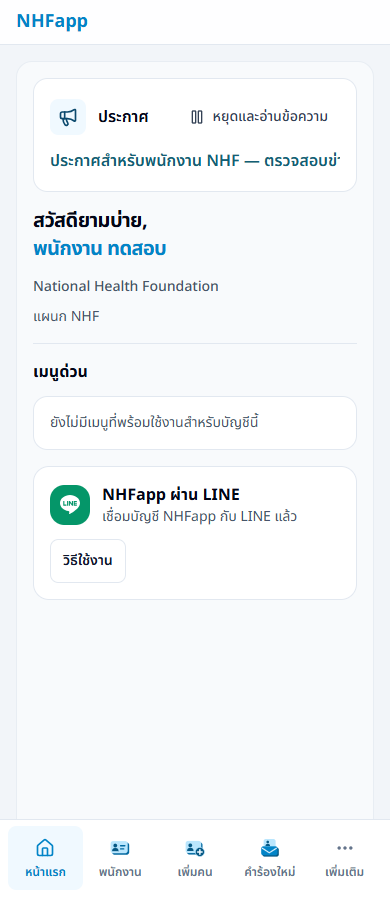 NHFapp
ประกาศ
หยุดและอ่านข้อความ
ประกาศสำหรับพนักงาน NHF — ตรวจสอบ
สวัสดียามบ่าย,
พนักงาน ทดสอบ
National Health Foundation
แผนก NHF
เมนูด่วน
ยังไม่มีเมนูที่พร้อมใช้งานสำหรับบัญชีนี้
LINE
NHFapp ผ่าน LINE
เชื่อมบัญชี NHFapp กับ LINE แล้ว
วิธีใช้งาน
หน้าแรก
พนักงาน
เพิ่มคน
คำร้องใหม่
เพิ่มเติม